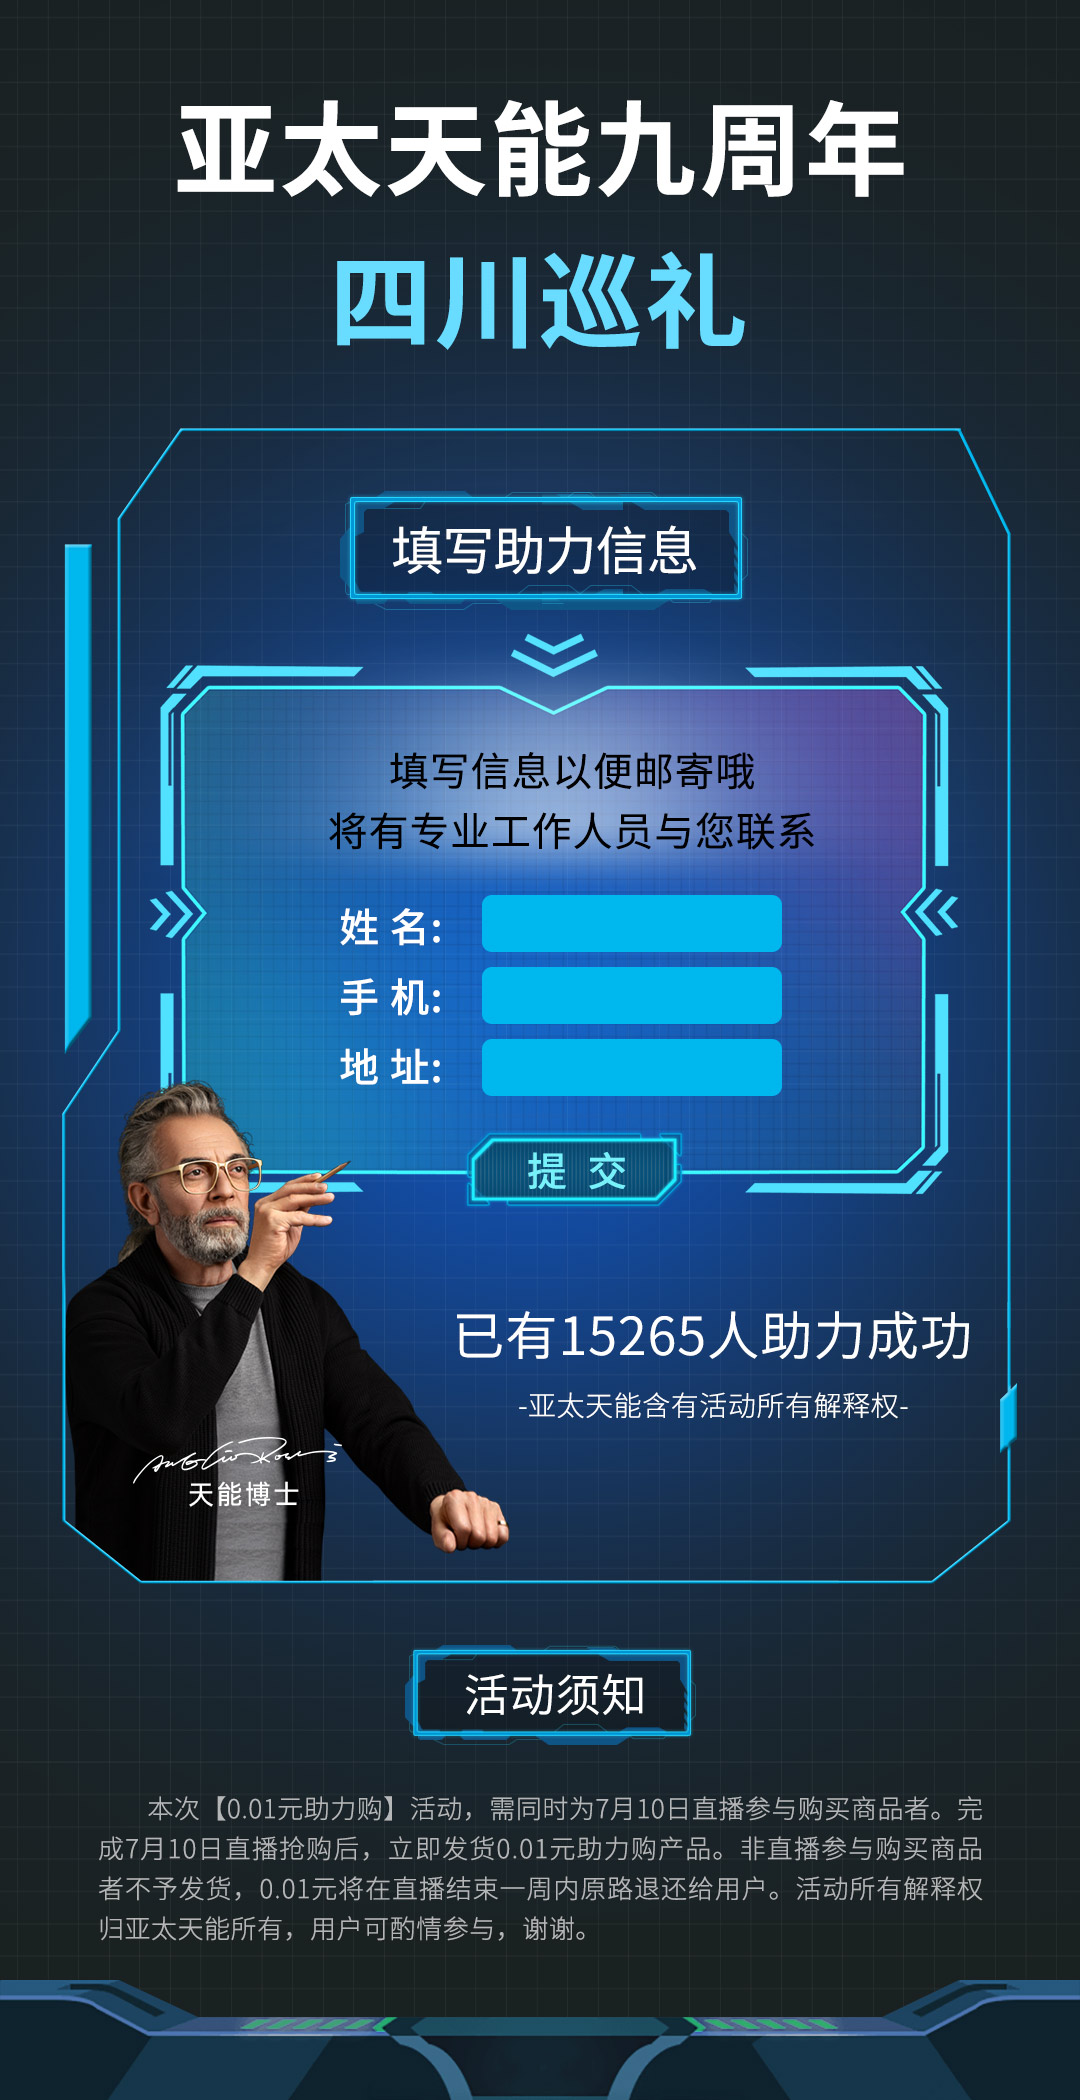 亚太天能九周年
四川巡礼
填写助力信息
填写信息以便邮寄哦
将有专业工作人员与您联系
姓 名:
手 机:
地 址:
提 交
已有15265人助力成功
-亚太天能含有活动所有解释权-
天能博士
活动须知
本次【0.01元助力购】活动，需同时为7月10日直播参与购买商品者。完
成7月10日直播抢购后，立即发货0.01元助力购产品。非直播参与购买商品
者不予发货，0.01元将在直播结束一周内原路退还给用户。活动所有解释权
归亚太天能所有，用户可酌情参与，谢谢。